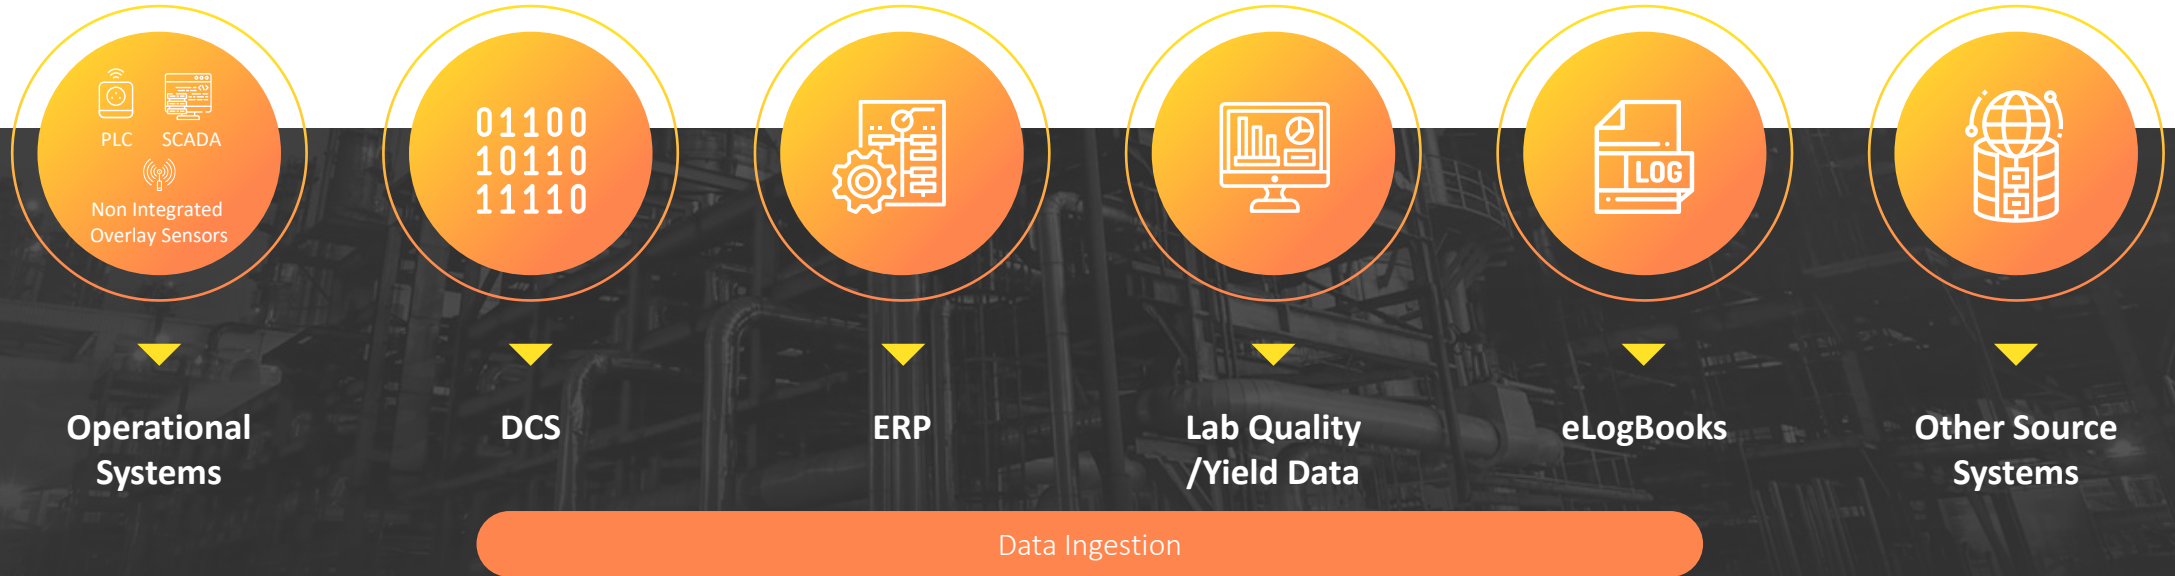 PLC SCADA
Non Integrated
Overlay Sensors
01100
10110
11110
LOG
Operational
Systems
DCS
ERP
Lab Quality
/Yield Data
eLogBooks
Other Source
Systems
Data Ingestion